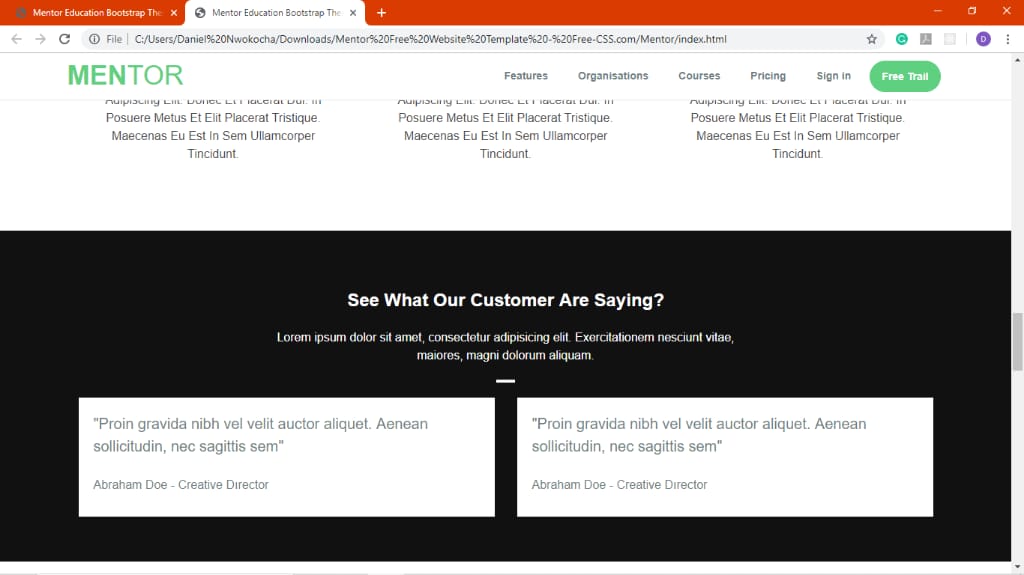 Mentor Education Bootstrap The
Mentor Education Bootstrap The
File
C:/Users/Daniel%20Nwokocha/Downloads/Mentor%20Free%20Website%20Template%20-%20Free-CSS.com/Mentor/index.html
D
MENTOR
Features
Organisations
Courses
Pricing
Sign in
Free Trail
Adipiscing Elit. Donec Et Placerat Dui. In
Posuere Metus Et Elit Placerat Tristique.
Maecenas Eu Est In Sem Ullamcorper
Tincidunt.
Adipiscing Elit. Donec Et Placerat Dui. In
Posuere Metus Et Elit Placerat Tristique.
Maecenas Eu Est In Sem Ullamcorper
Tincidunt.
Adipiscing Elit. Donec Et Placerat Dui. In
Posuere Metus Et Elit Placerat Tristique.
Maecenas Eu Est In Sem Ullamcorper
Tincidunt.
See What Our Customer Are Saying?
Lorem ipsum dolor sit amet, consectetur adipisicing elit. Exercitationem nesciunt vitae,
maiores, magni dolorum aliquam.
"Proin gravida nibh vel velit auctor aliquet. Aenean
sollicitudin, nec sagittis sem"
Abraham Doe - Creative Director
"Proin gravida nibh vel velit auctor aliquet. Aenean
sollicitudin, nec sagittis sem"
Abraham Doe - Creative Director